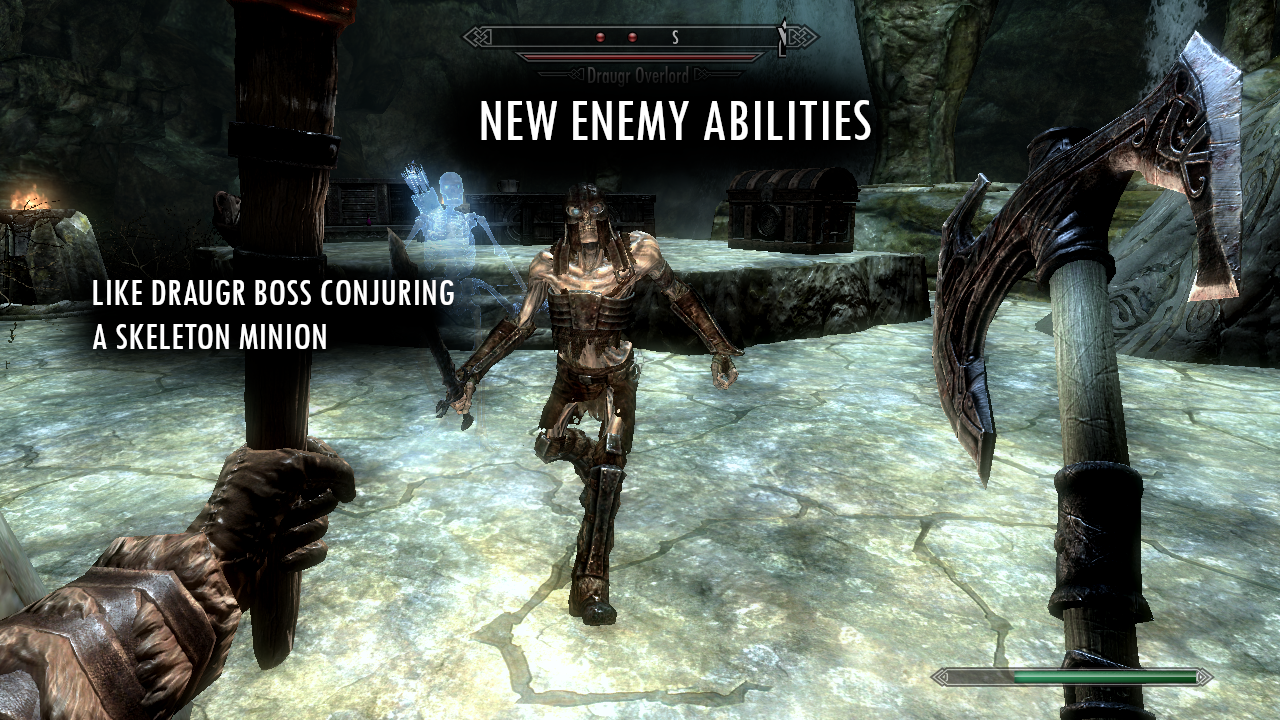 S
Draugr Overlord
NEW ENEMY ABILITIES
LIKE DRAUGR BOSS CONJURING
A SKELETON MINION